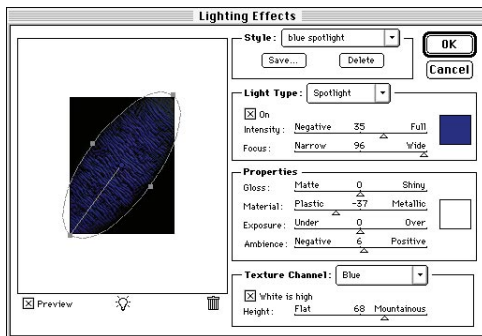 Lighting Effects
Style: blue spotlight
Save... Delete
OK
Cancel
Light Type: Spotlight
On
Intensity: Negative 35 Full
Focus: Narrow 96 Wide
Properties
Gloss: Matte 0 Shiny
Material: Plastic -37 Metallic
Exposure: Under 0 Over
Ambience: Negative 6 Positive
Texture Channel: Blue
White is high
Height: Flat 68 Mountainous
Preview